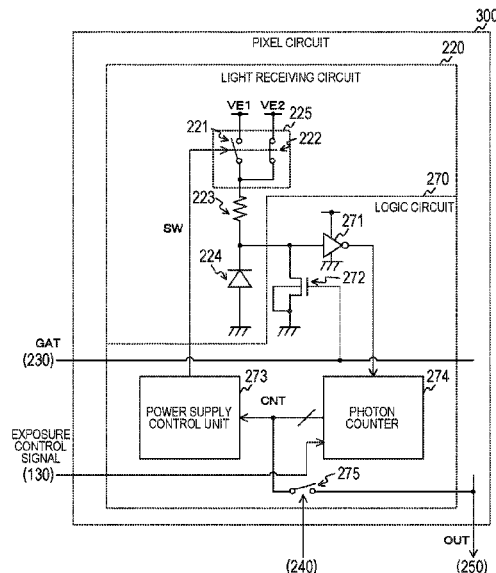 300
PIXEL CIRCUIT
220
LIGHT RECEIVING CIRCUIT
VE1 VE2
225
221
222
270
223
LOGIC CIRCUIT
SW
271
224
272
GAT
(230)
273
274
CNT
POWER SUPPLY
CONTROL UNIT
PHOTON
COUNTER
EXPOSURE
CONTROL
SIGNAL
(130)
275
OUT
(240)
(250)